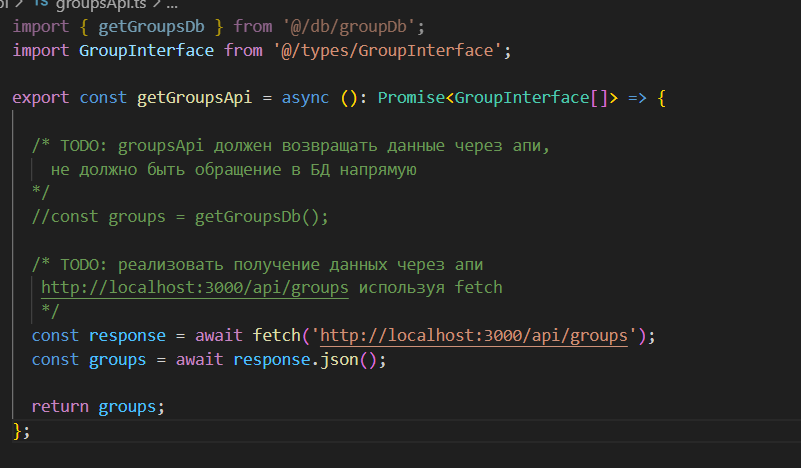 groupsApi.ts > ...
import { getGroupsDb } from '@/db/groupDb';
import GroupInterface from '@/types/GroupInterface';
export const getGroupsApi = async (): Promise<GroupInterface[]> => {
/* TODO: groupsApi должен возвращать данные через апи,
не должно быть обращение в БД напрямую
*/
//const groups = getGroupsDb();
/* TODO: реализовать получение данных через апи
http://localhost:3000/api/groups используя fetch
*/
const response = await fetch('http://localhost:3000/api/groups');
const groups = await response.json();
return groups;
};